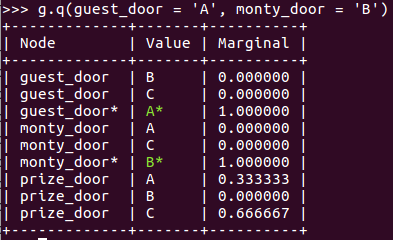 >>> g.q(guest_door = 'A', monty_door = 'B')
+-------------+-------+----------+
| Node        | Value | Marginal |
+-------------+-------+----------+
| guest_door  | B     | 0.000000 |
| guest_door  | C     | 0.000000 |
| guest_door* | A*    | 1.000000 |
| monty_door  | A     | 0.000000 |
| monty_door  | C     | 0.000000 |
| monty_door* | B*    | 1.000000 |
| prize_door  | A     | 0.333333 |
| prize_door  | B     | 0.000000 |
| prize_door  | C     | 0.666667 |
+-------------+-------+----------+